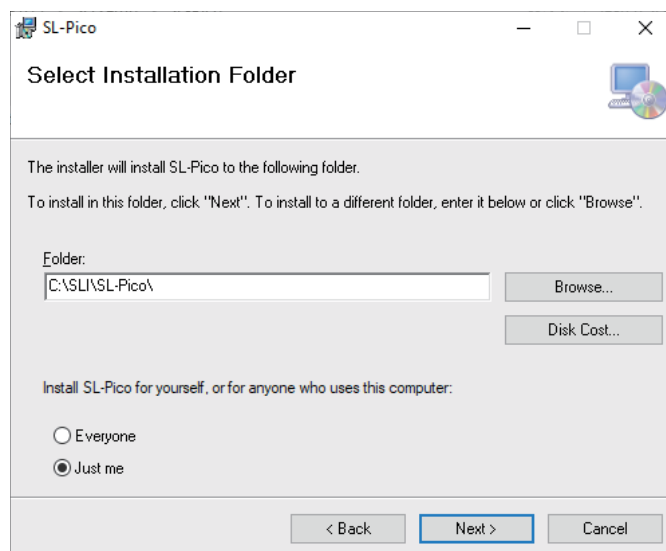 SL-Pico
Select Installation Folder
The installer will install SL-Pico to the following folder.
To install in this folder, click "Next". To install to a different folder, enter it below or click "Browse".
Folder:
C:\SLI\SL-Pico\
Browse...
Disk Cost...
Install SL-Pico for yourself, or for anyone who uses this computer:
Everyone
Just me
< Back
Next >
Cancel